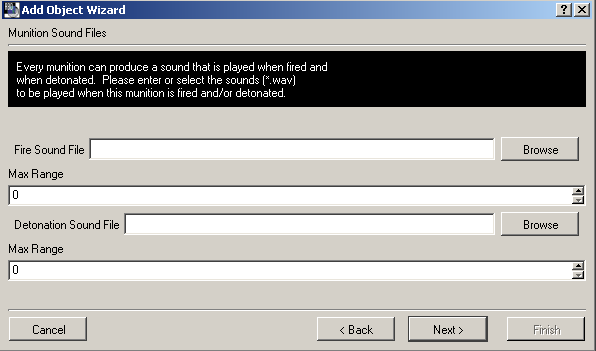 Add Object Wizard
Munition Sound Files
Every munition can produce a sound that is played when fired and
when detonated. Please enter or select the sounds (*.wav)
to be played when this munition is fired and/or detonated.
Fire Sound File Browse
Max Range
0
Detonation Sound File Browse
Max Range
0
Cancel < Back Next > Finish